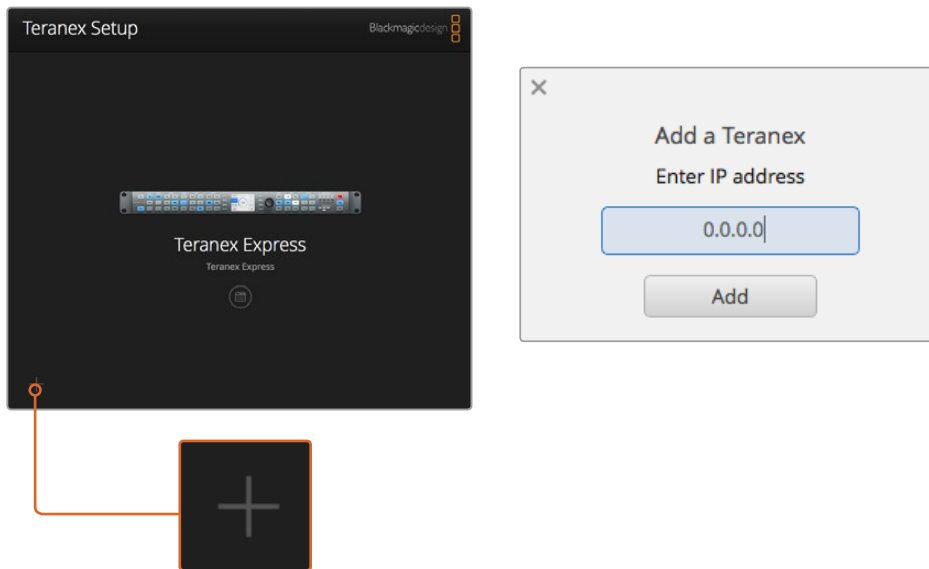 Teranex Setup
Blackmagicdesign
Teranex Express
Teranex Express
Add a Teranex
Enter IP address
0.0.0.0
Add